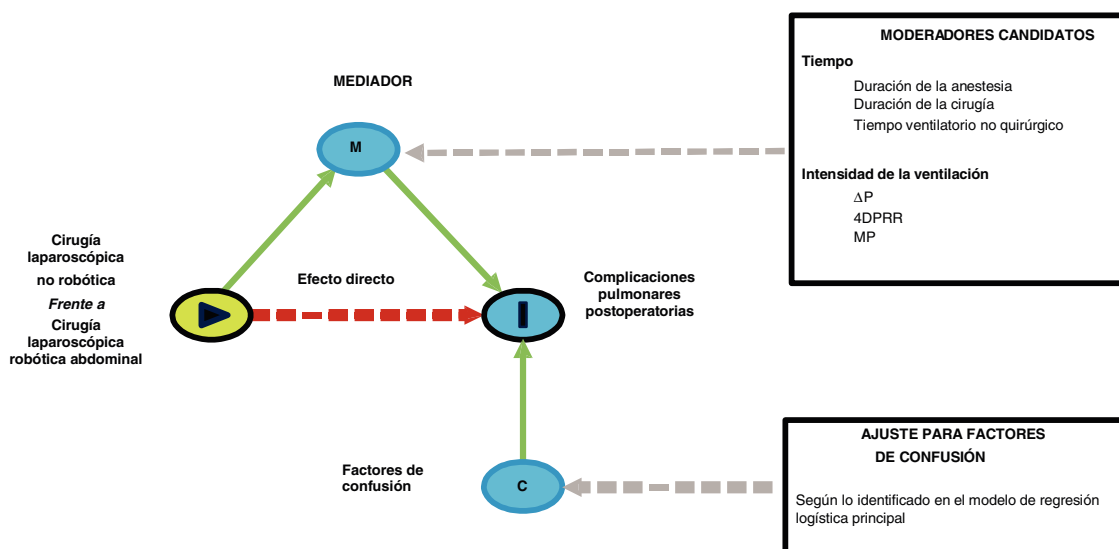 MEDIADOR
M
Cirugía
laparoscópica
no robótica
Frente a
Cirugía
laparoscópica
robótica abdominal
Efecto directo
Complicaciones
pulmonares
postoperatorias
Factores de
confusión
C
MODERADORES CANDIDATOS
Tiempo
Duración de la anestesia
Duración de la cirugía
Tiempo ventilatorio no quirúrgico
Intensidad de la ventilación
ΔP
4DPRR
MP
AJUSTE PARA FACTORES
DE CONFUSIÓN
Según lo identificado en el modelo de regresión
logística principal